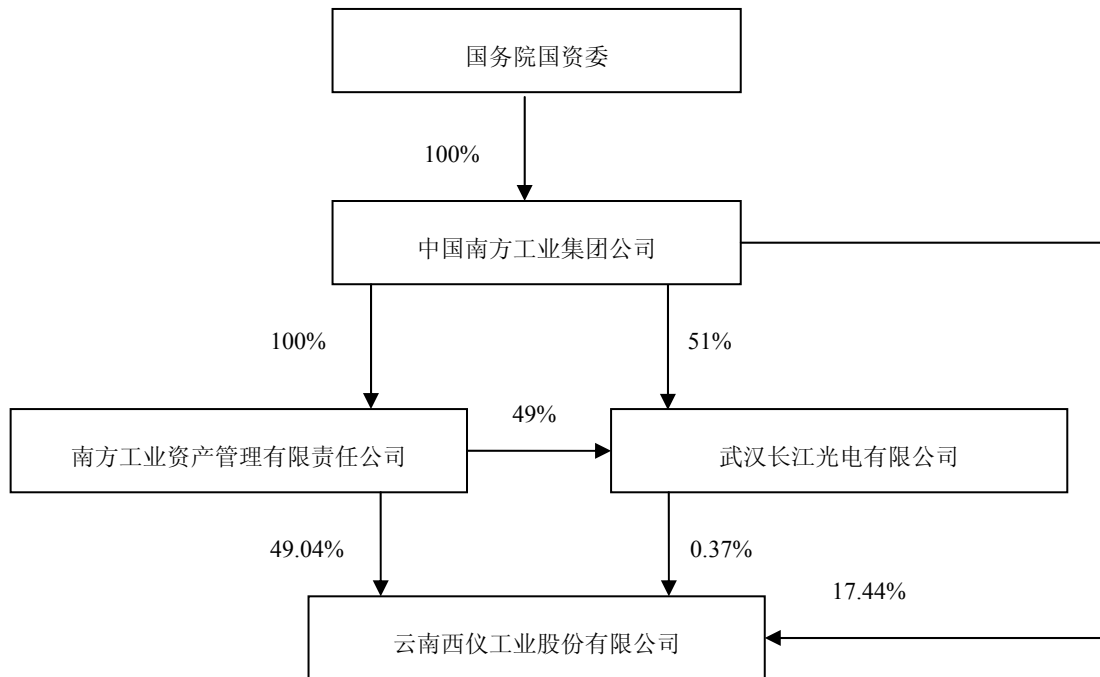 国务院国资委
100%
中国南方工业集团公司
100%
51%
南方工业资产管理有限责任公司
49%
武汉长江光电有限公司
49.04%
0.37%
17.44%
云南西仪工业股份有限公司